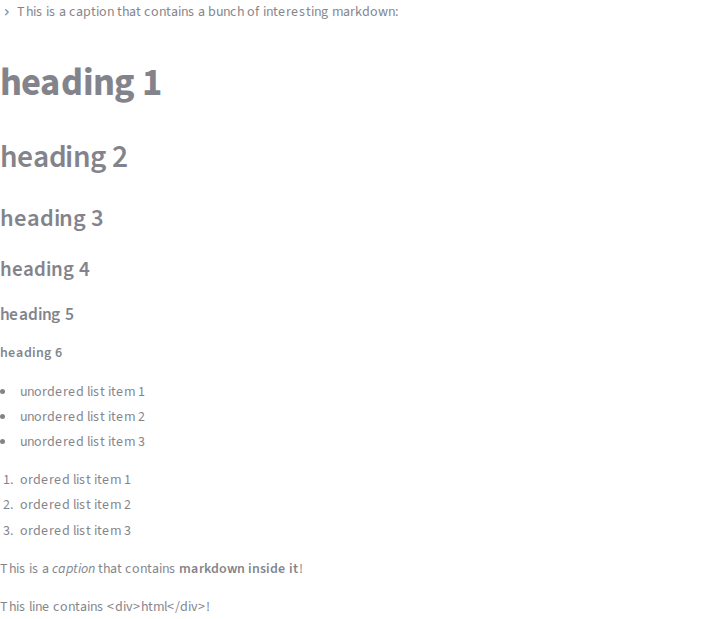 › This is a caption that contains a bunch of interesting markdown:
heading 1
heading 2
heading 3
heading 4
heading 5
heading 6
• unordered list item 1
• unordered list item 2
• unordered list item 3
1. ordered list item 1
2. ordered list item 2
3. ordered list item 3
This is a caption that contains markdown inside it!
This line contains <div>html</div>!